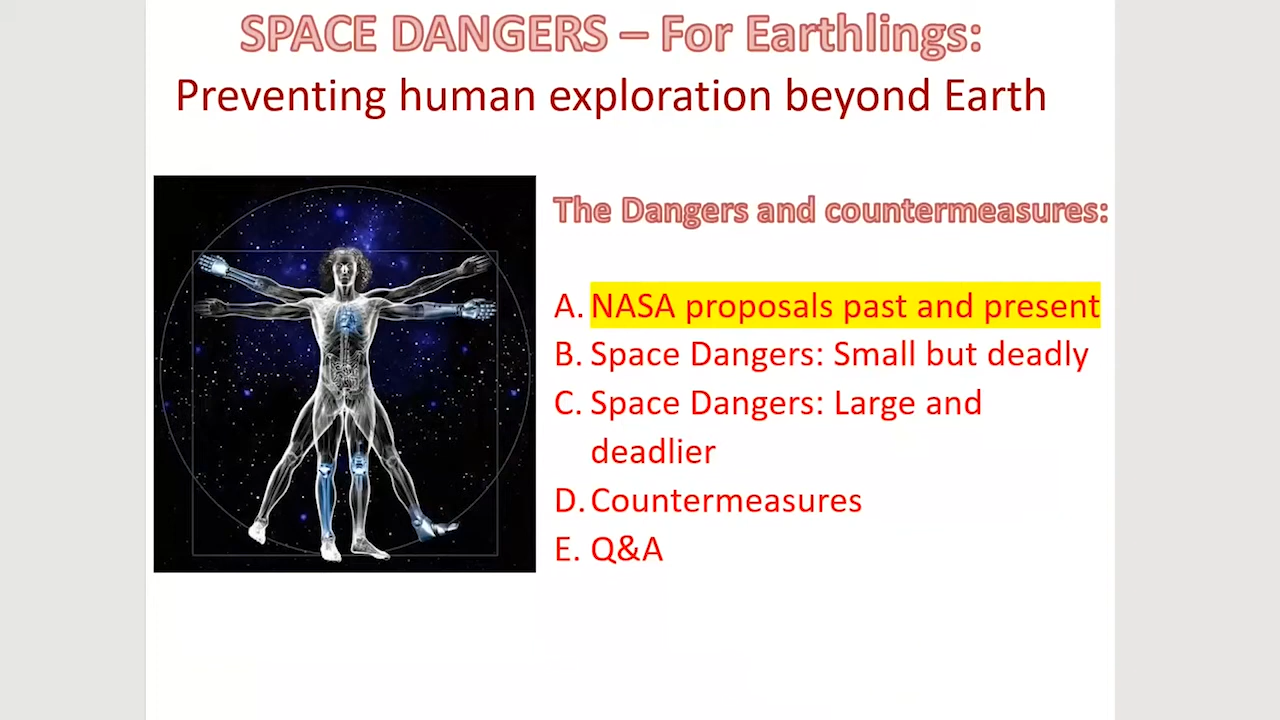 SPACE DANGERS – For Earthlings:
Preventing human exploration beyond Earth
The Dangers and countermeasures:
A. NASA proposals past and present
B. Space Dangers: Small but deadly
C. Space Dangers: Large and
deadlier
D. Countermeasures
E. Q&A